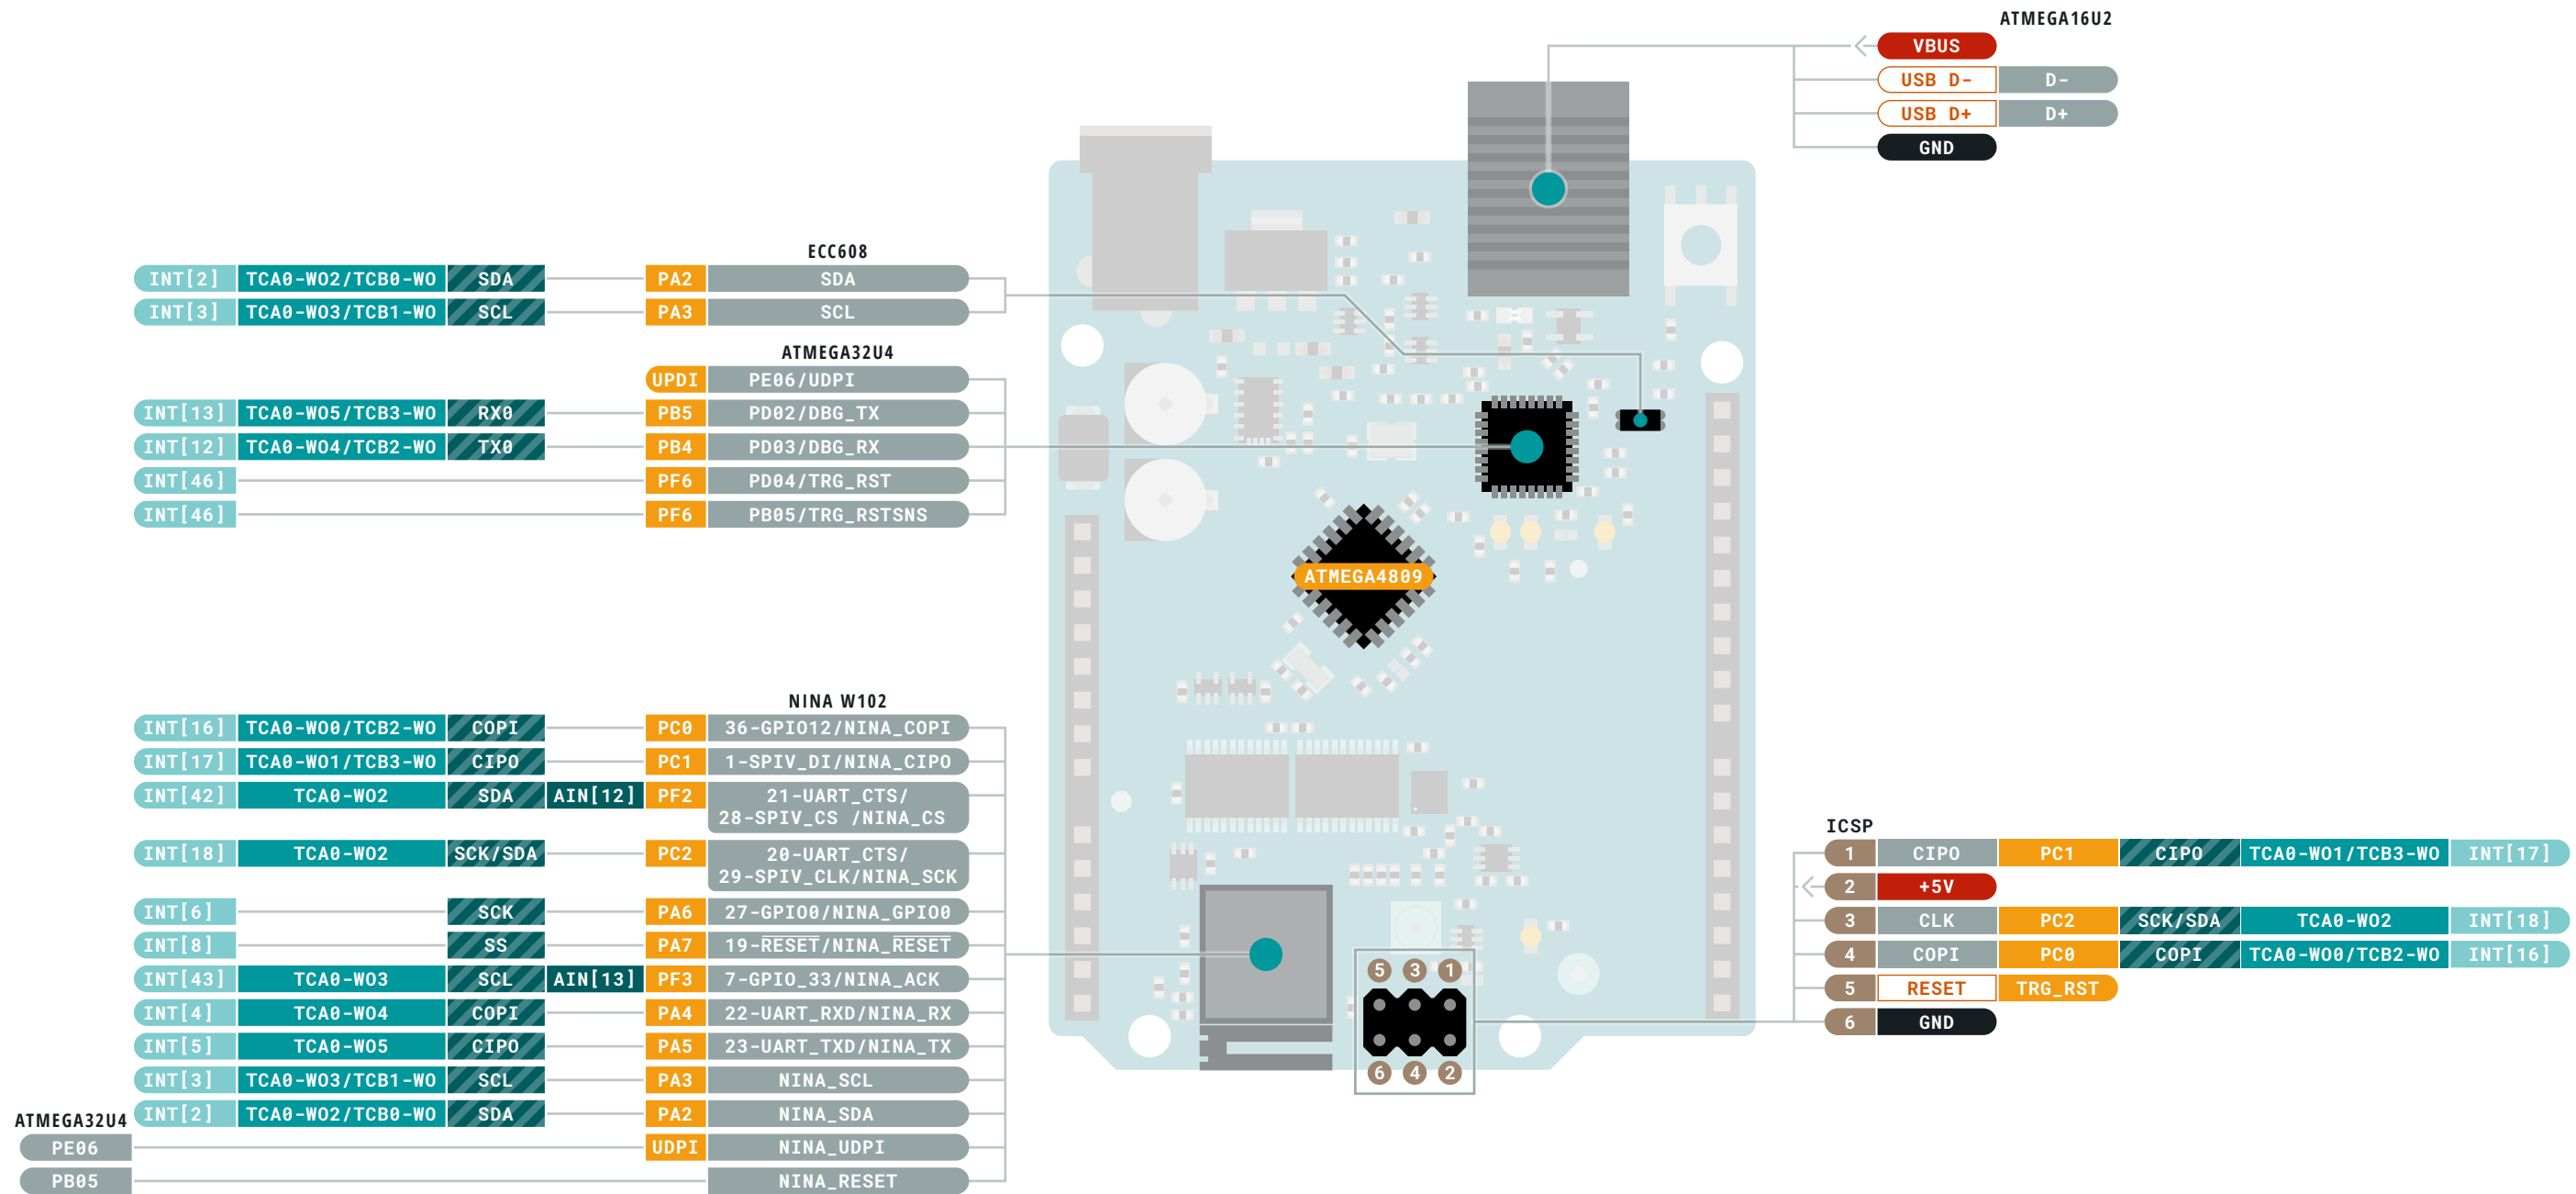 ATMEGA16U2
VBUS
USB D- D-
USB D+ D+
GND
ECC608
INT[2] TCA0-WO2/TCB0-WO SDA PA2 SDA
INT[3] TCA0-WO3/TCB1-WO SCL PA3 SCL
ATMEGA32U4
UPDI PE06/UDPI
INT[13] TCA0-WO5/TCB3-WO RX0 PB5 PD02/DBG_TX
INT[12] TCA0-WO4/TCB2-WO TX0 PB4 PD03/DBG_RX
INT[46] PF6 PD04/TRG_RST
INT[46] PF6 PB05/TRG_RSTSNS
ATMEGA4809
NINA W102
INT[16] TCA0-WO0/TCB2-WO COPI PC0 36-GPIO12/NINA_COPI
INT[17] TCA0-WO1/TCB3-WO CIPO PC1 1-SPIV_DI/NINA_CIPO
INT[42] TCA0-WO2 SDA AIN[12] PF2 21-UART_CTS/
28-SPIV_CS /NINA_CS
INT[18] TCA0-WO2 SCK/SDA PC2 20-UART_CTS/
29-SPIV_CLK/NINA_SCK
INT[6] SCK PA6 27-GPIO0/NINA_GPIO0
INT[8] SS PA7 19-RESET/NINA_RESET
INT[43] TCA0-WO3 SCL AIN[13] PF3 7-GPIO_33/NINA_ACK
INT[4] TCA0-WO4 COPI PA4 22-UART_RXD/NINA_RX
INT[5] TCA0-WO5 CIPO PA5 23-UART_TXD/NINA_TX
INT[3] TCA0-WO3/TCB1-WO SCL PA3 NINA_SCL
INT[2] TCA0-WO2/TCB0-WO SDA PA2 NINA_SDA
ATMEGA32U4
PE06 UDPI NINA_UDPI
PB05 NINA_RESET
5 3 1
6 4 2
ICSP
1 CIPO PC1 CIPO TCA0-WO1/TCB3-WO INT[17]
2 +5V
3 CLK PC2 SCK/SDA TCA0-WO2 INT[18]
4 COPI PC0 COPI TCA0-WO0/TCB2-WO INT[16]
5 RESET TRG_RST
6 GND